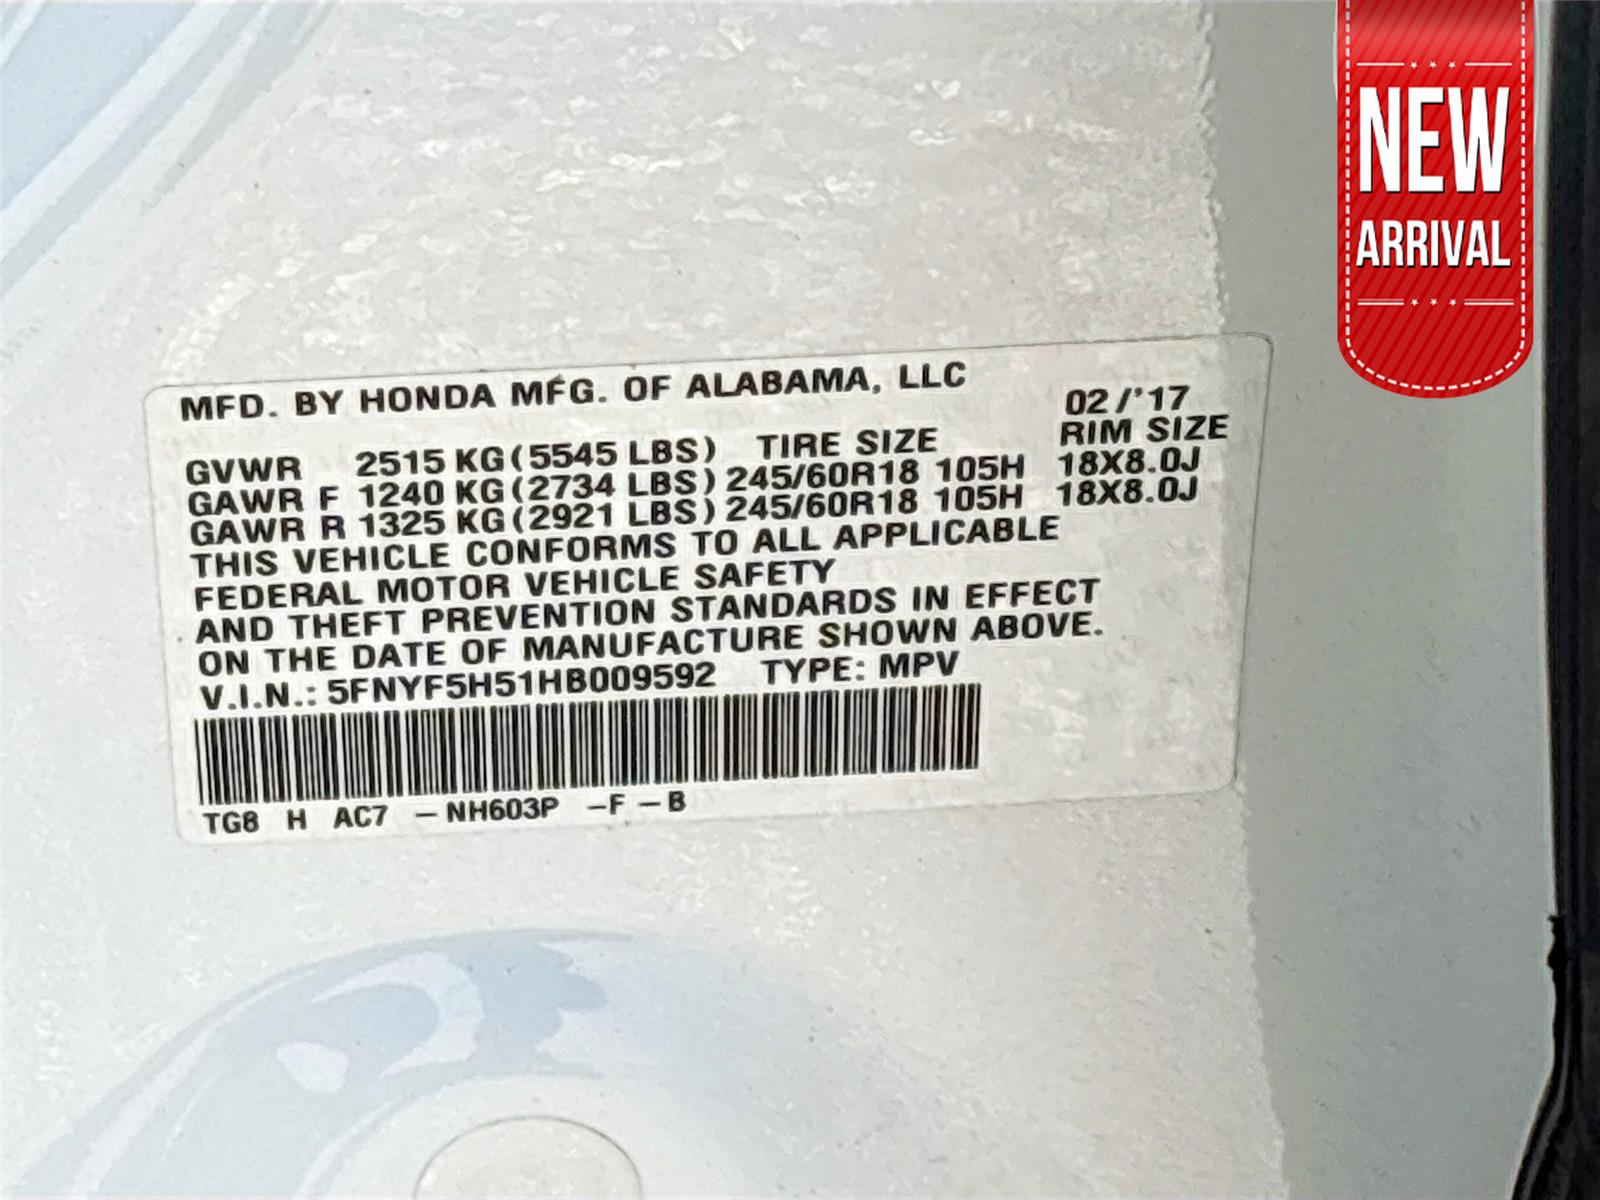 NEW
ARRIVAL
MFD. BY HONDA MFG. OF ALABAMA, LLC
02/'17
GVWR 2515 KG(5545 LBS) TIRE SIZE RIM SIZE
GAWR F 1240 KG(2734 LBS) 245/60R18 105H 18X8.0J
GAWR R 1325 KG(2921 LBS) 245/60R18 105H 18X8.0J
THIS VEHICLE CONFORMS TO ALL APPLICABLE
FEDERAL MOTOR VEHICLE SAFETY
AND THEFT PREVENTION STANDARDS IN EFFECT
ON THE DATE OF MANUFACTURE SHOWN ABOVE.
V.I.N.: 5FNYF5H51HB009592 TYPE: MPV
TG8 H AC7 -NH603P -F-B